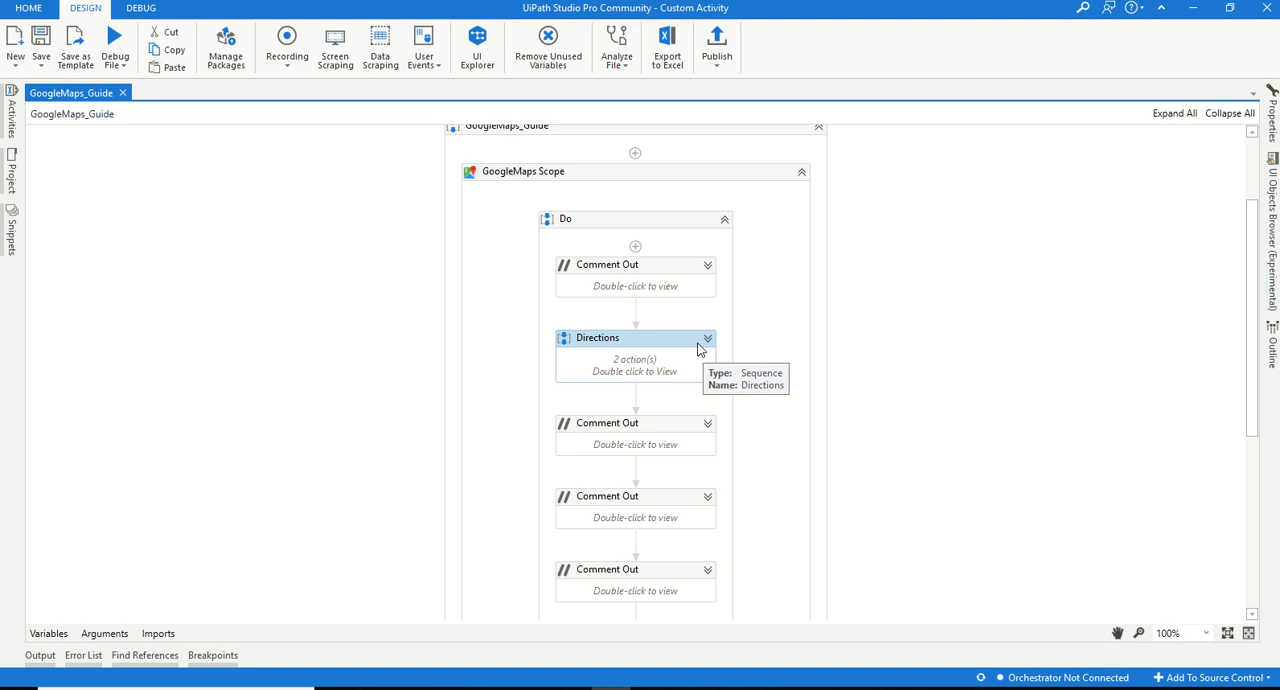 HOME DESIGN DEBUG UiPath Studio Pro Community - Custom Activity
New Save Save as Template Debug File Cut Copy Paste Manage Packages Recording Screen Scraping Data Scraping User Events UI Explorer Remove Unused Variables Analyze File Export to Excel Publish
GoogleMaps_Guide
GoogleMaps_Guide Expand All Collapse All
Activities
Project
Snippets
GoogleMaps_Guide
GoogleMaps Scope
Do
Comment Out
Double-click to view
Directions
2 action(s)
Double click to View
Type: Sequence
Name: Directions
Comment Out
Double-click to view
Comment Out
Double-click to view
Comment Out
Double-click to view
Properties
UI Objects Browser (Experimental)
Outline
Variables Arguments Imports 100%
Output Error List Find References Breakpoints
Orchestrator Not Connected Add To Source Control